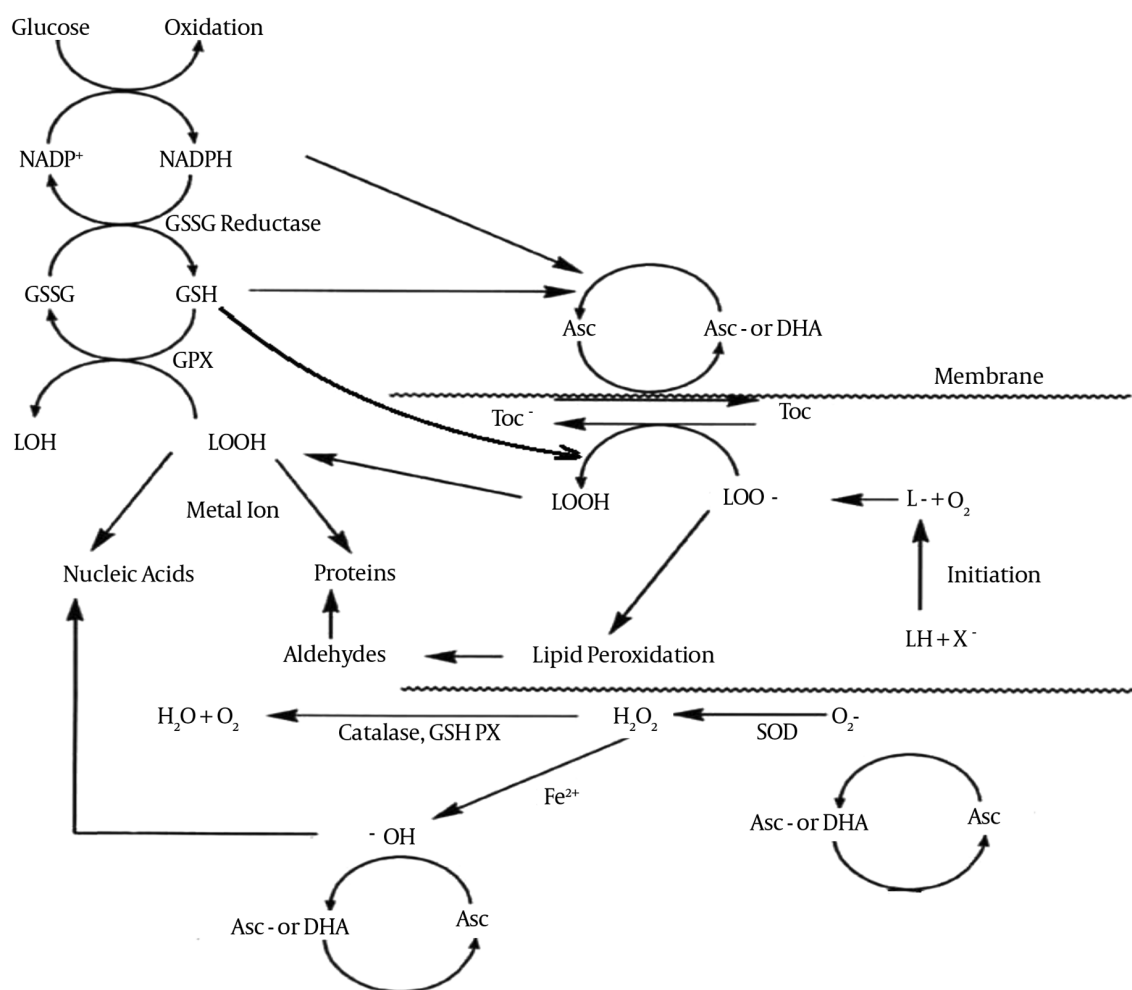 Glucose
Oxidation
NADP⁺
NADPH
GSSG Reductase
GSSG
GSH
Asc
Asc - or DHA
GPX
Membrane
Toc -
Toc
LOH
LOOH
LOOH
LOO -
L - + O₂
Metal Ion
Nucleic Acids
Proteins
Initiation
LH + X -
Aldehydes
Lipid Peroxidation
H₂O + O₂
Catalase, GSH PX
H₂O₂
SOD
O₂-
Fe²⁺
- OH
Asc - or DHA
Asc
Asc - or DHA
Asc